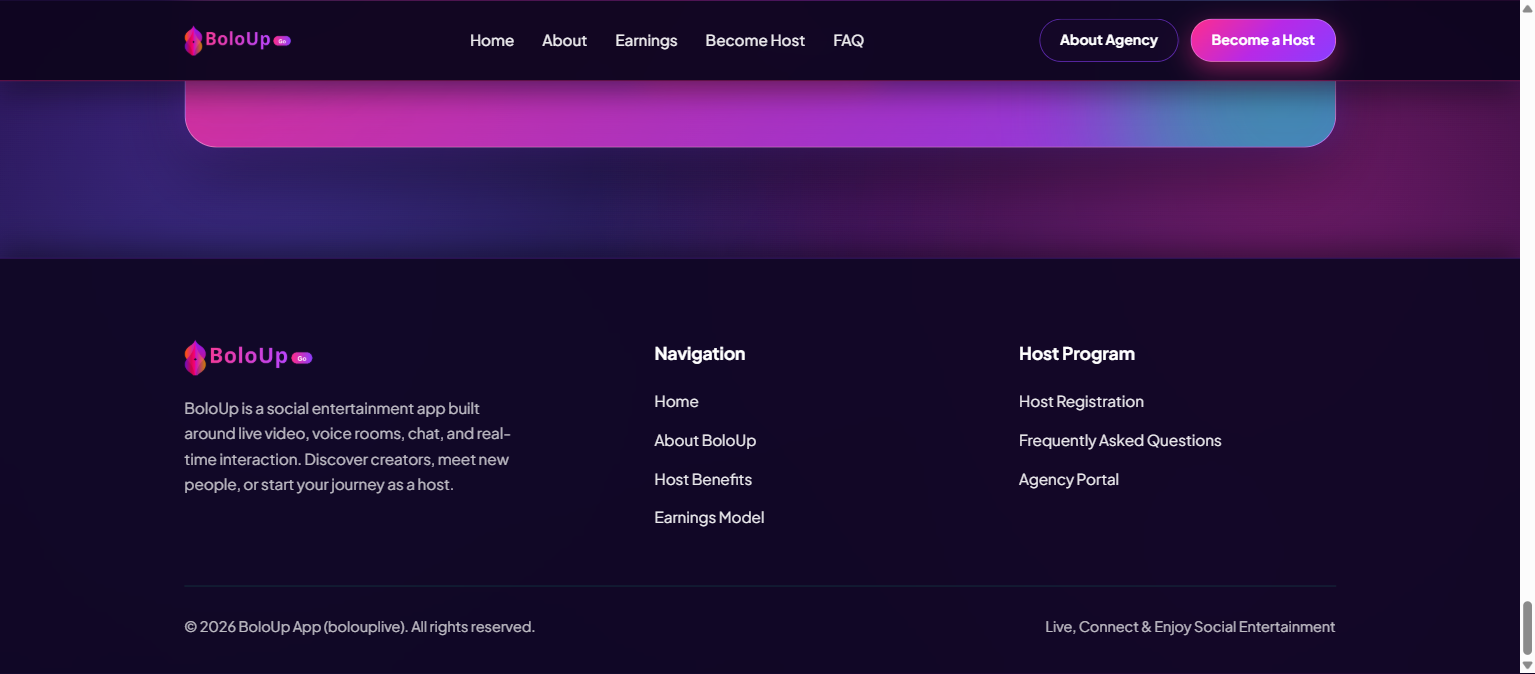 BoloUp Go
Home About Earnings Become Host FAQ
About Agency Become a Host
BoloUp Go
BoloUp is a social entertainment app built
around live video, voice rooms, chat, and real-
time interaction. Discover creators, meet new
people, or start your journey as a host.
Navigation
Home
About BoloUp
Host Benefits
Earnings Model
Host Program
Host Registration
Frequently Asked Questions
Agency Portal
© 2026 BoloUp App (bolouplive). All rights reserved.
Live, Connect & Enjoy Social Entertainment